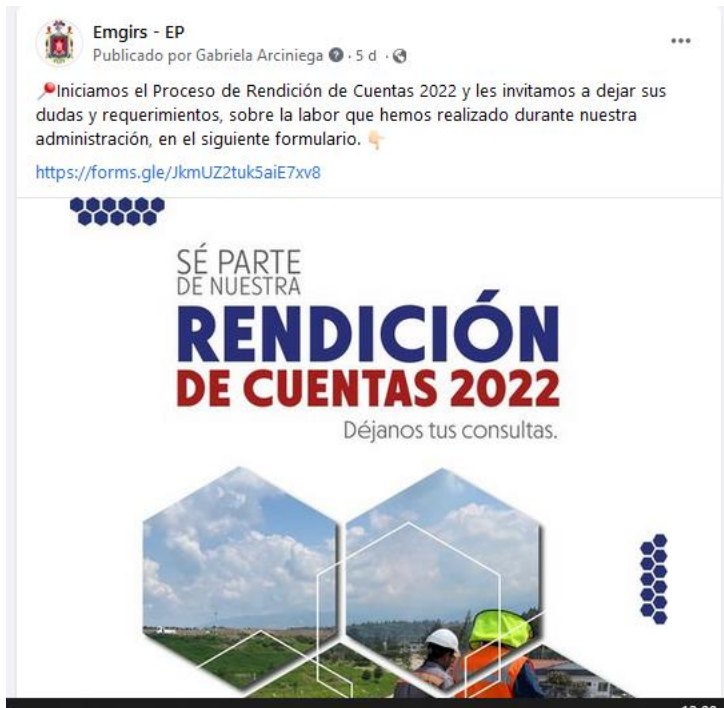 Emgirs - EP
Publicado por Gabriela Arciniega · 5 d ·
Iniciamos el Proceso de Rendición de Cuentas 2022 y les invitamos a dejar sus
dudas y requerimientos, sobre la labor que hemos realizado durante nuestra
administración, en el siguiente formulario.
https://forms.gle/JkmUZ2tuk5aiE7xv8
SÉ PARTE
DE NUESTRA
RENDICIÓN
DE CUENTAS 2022
Déjanos tus consultas.